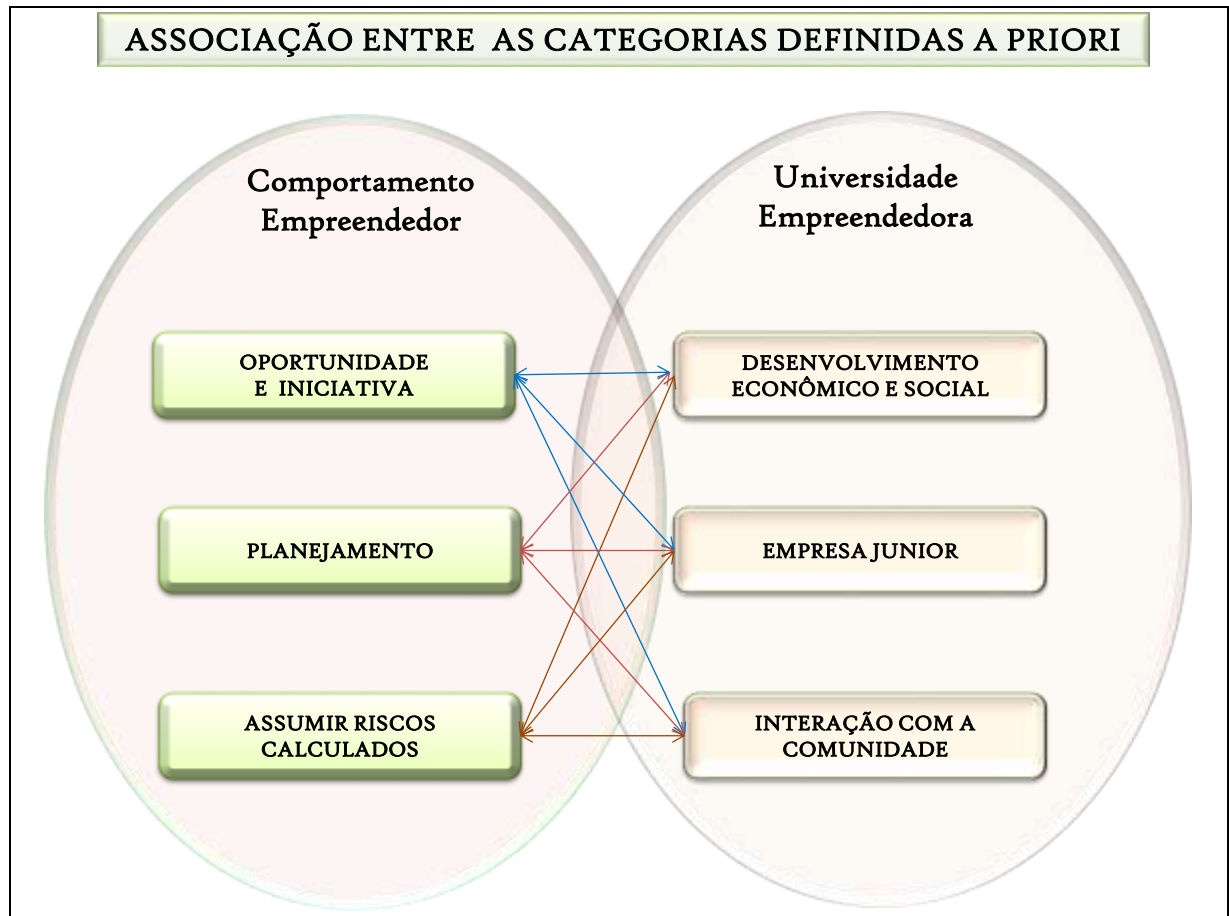 ASSOCIAÇÃO ENTRE AS CATEGORIAS DEFINIDAS A PRIORI
Comportamento
Empreendedor
Universidade
Empreendedora
OPORTUNIDADE
E INICIATIVA
DESENVOLVIMENTO
ECONÔMICO E SOCIAL
PLANEJAMENTO
EMPRESA JUNIOR
ASSUMIR RISCOS
CALCULADOS
INTERAÇÃO COM A
COMUNIDADE